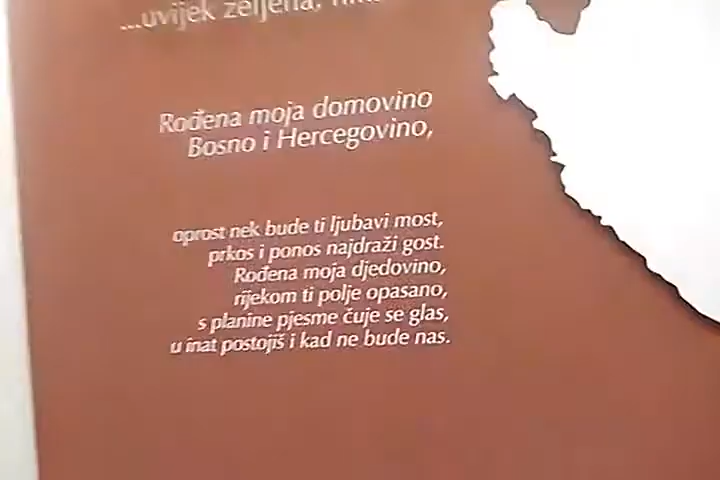 ...uvijek željena,
Rođena moja domovino
Bosno i Hercegovino,
oprost nek bude ti ljubavi most,
prkos i ponos najdraži gost.
Rođena moja djedovino,
rijekom ti polje opasano,
s planine pjesme čuje se glas,
u inat postojiš i kad ne bude nas.